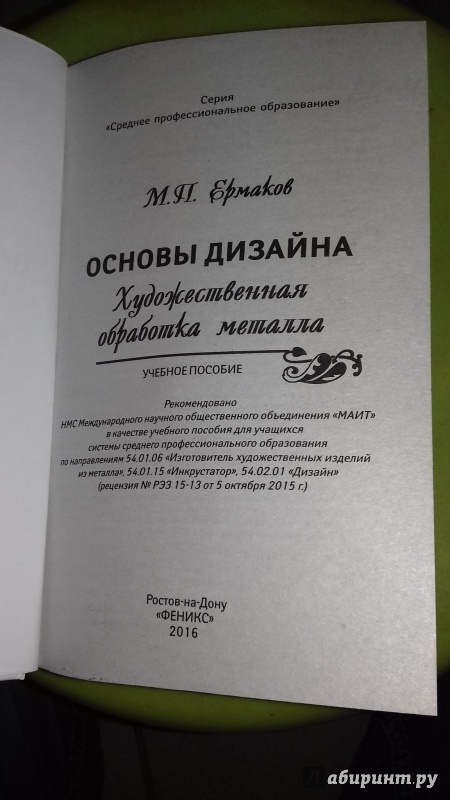 Серия
«Среднее профессиональное образование»
М.П. Ермаков
ОСНОВЫ ДИЗАЙНА
Художественная
обработка металла
УЧЕБНОЕ ПОСОБИЕ
Рекомендовано
НМС Международного научного общественного объединения «МАИТ»
в качестве учебного пособия для учащихся
системы среднего профессионального образования
по направлениям 54.01.06 «Изготовитель художественных изделий
из металла», 54.01.15 «Инкрустатор», 54.02.01 «Дизайн»
(рецензия № РЭЗ 15-13 от 5 октября 2015 г.)
Ростов-на-Дону
«ФЕНИКС»
2016
абиринт.ру